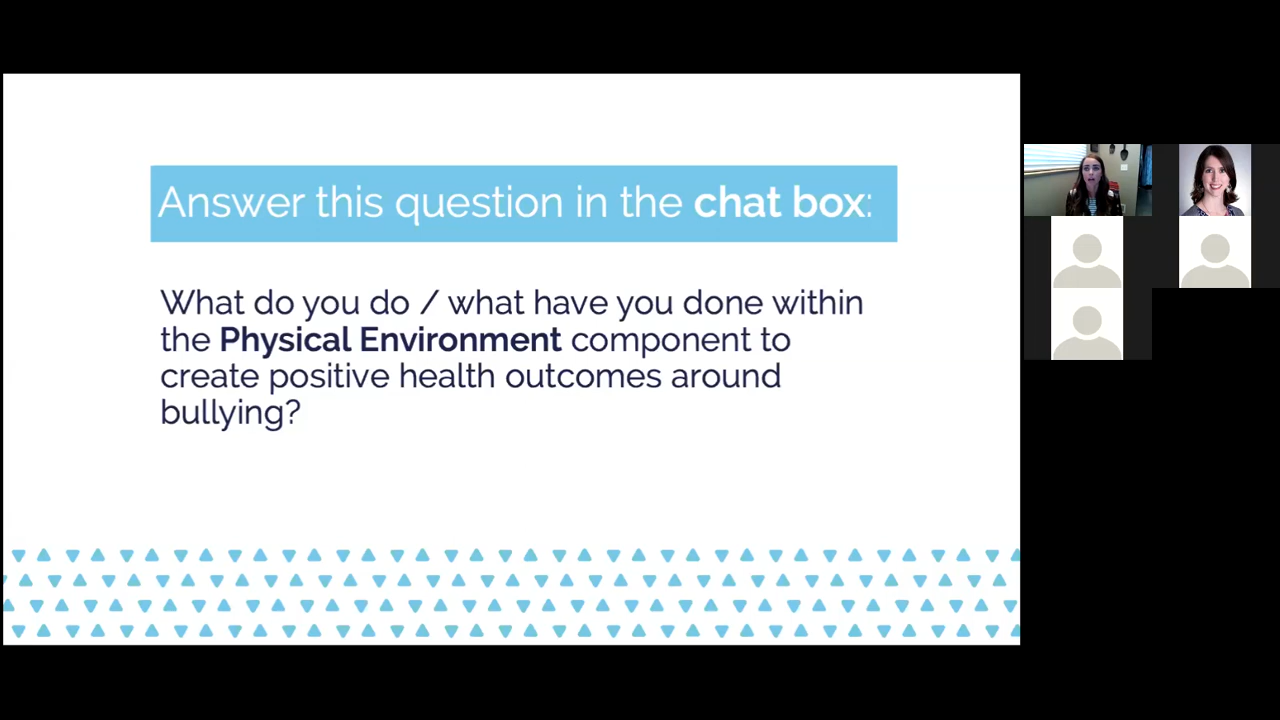 Answer this question in the chat box:
What do you do / what have you done within
the Physical Environment component to
create positive health outcomes around
bullying?